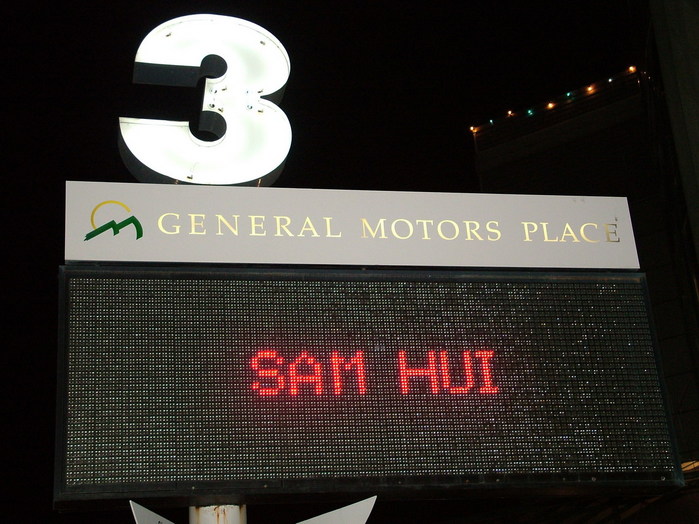 3
GENERAL MOTORS PLACE
SAM HUI